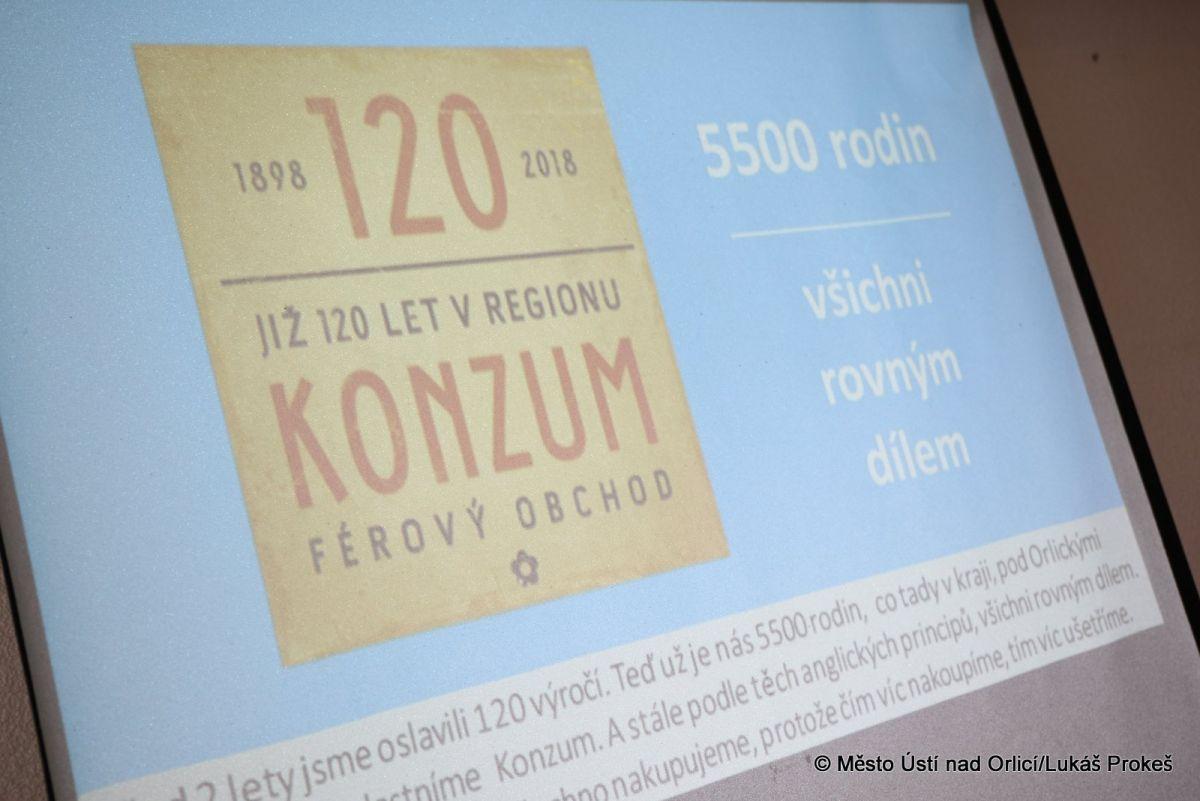 1898 120 2018
JIŽ 120 LET V REGIONU
KONZUM
FÉROVÝ OBCHOD
5500 rodin
všichni
rovným
dílem
2 lety jsme oslavili 120 výročí. Teď už je nás 5500 rodin, co tady v kraji, pod Orlickými
Konzum. A stále podle těch anglických principů, všichni rovným dílem.
nakupujeme, protože čím víc nakoupíme, tím víc ušetříme.
© Město Ústí nad Orlicí/Lukáš Prokeš